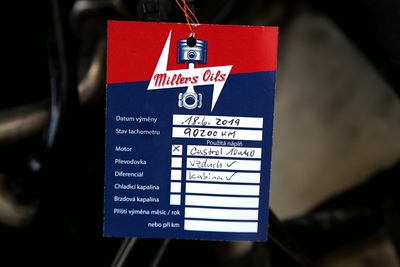 Millers Oils
Datum výměny 18.6. 2019
Stav tachometru 90200 KM
Použitá náplň
Motor x Castrol 10W40
Převodovka vzduch ✓
Diferenciál kabina ✓
Chladicí kapalina
Brzdová kapalina
Příští výměna měsíc / rok
nebo při km